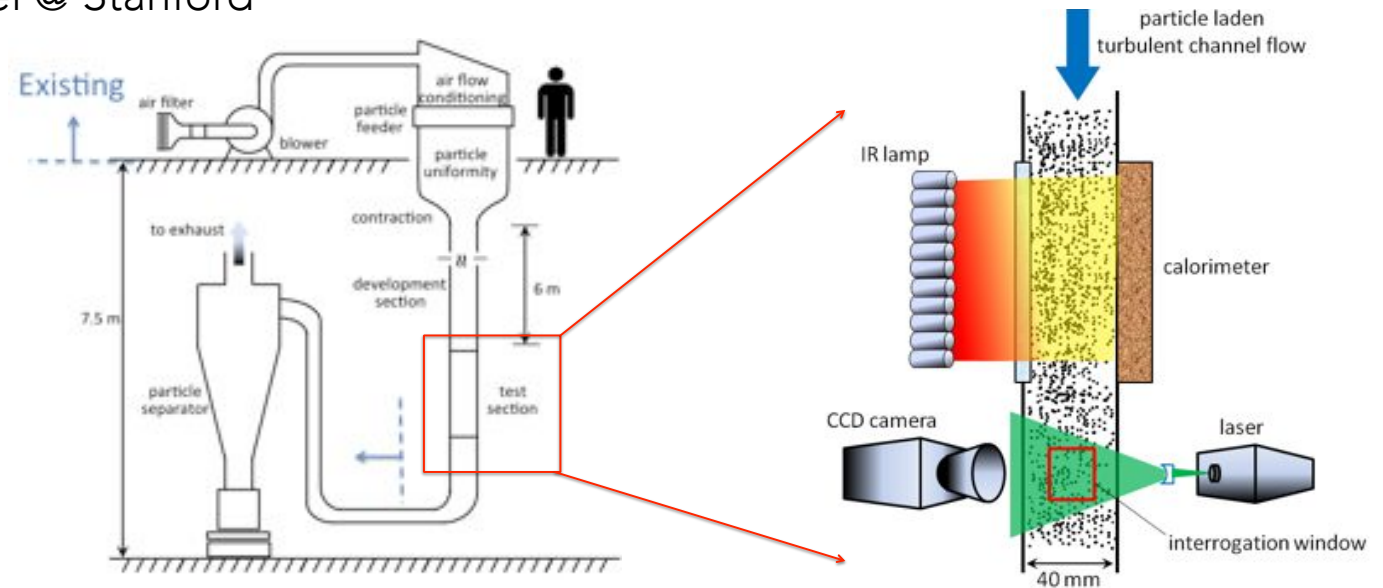 @ Stanford
Existing
air filter
blower
air flow
conditioning
particle
feeder
particle
uniformity
contraction
to exhaust
development
section
6 m
7.5 m
particle
separator
test
section
particle laden
turbulent channel flow
IR lamp
calorimeter
CCD camera
laser
interrogation window
40 mm